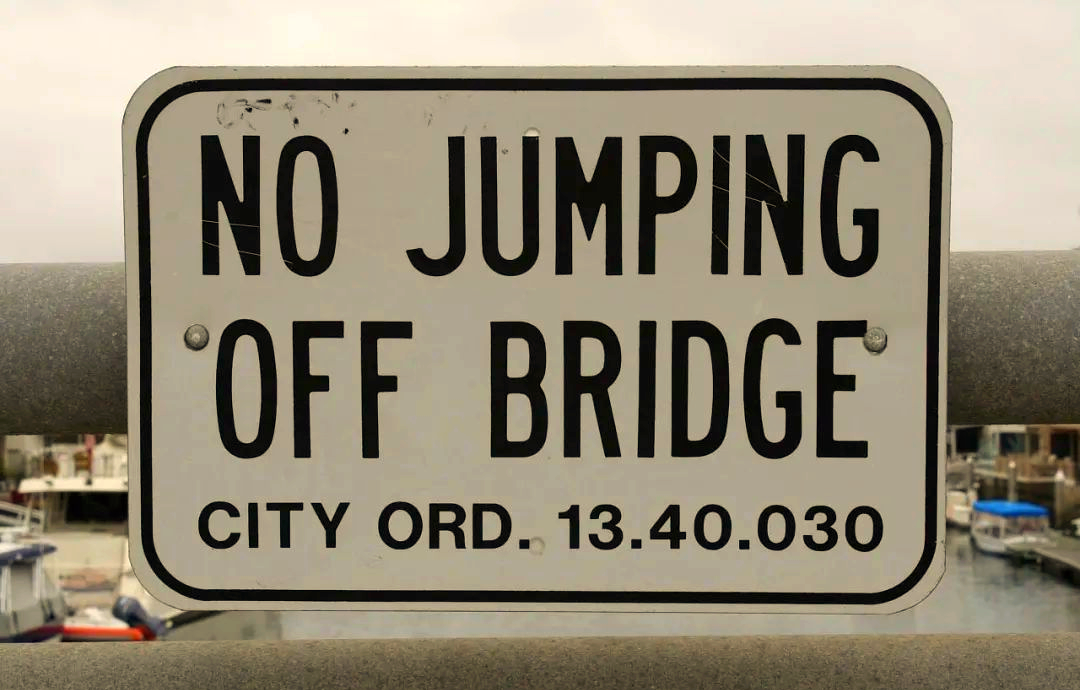 NO JUMPING
OFF BRIDGE
CITY ORD. 13.40.030